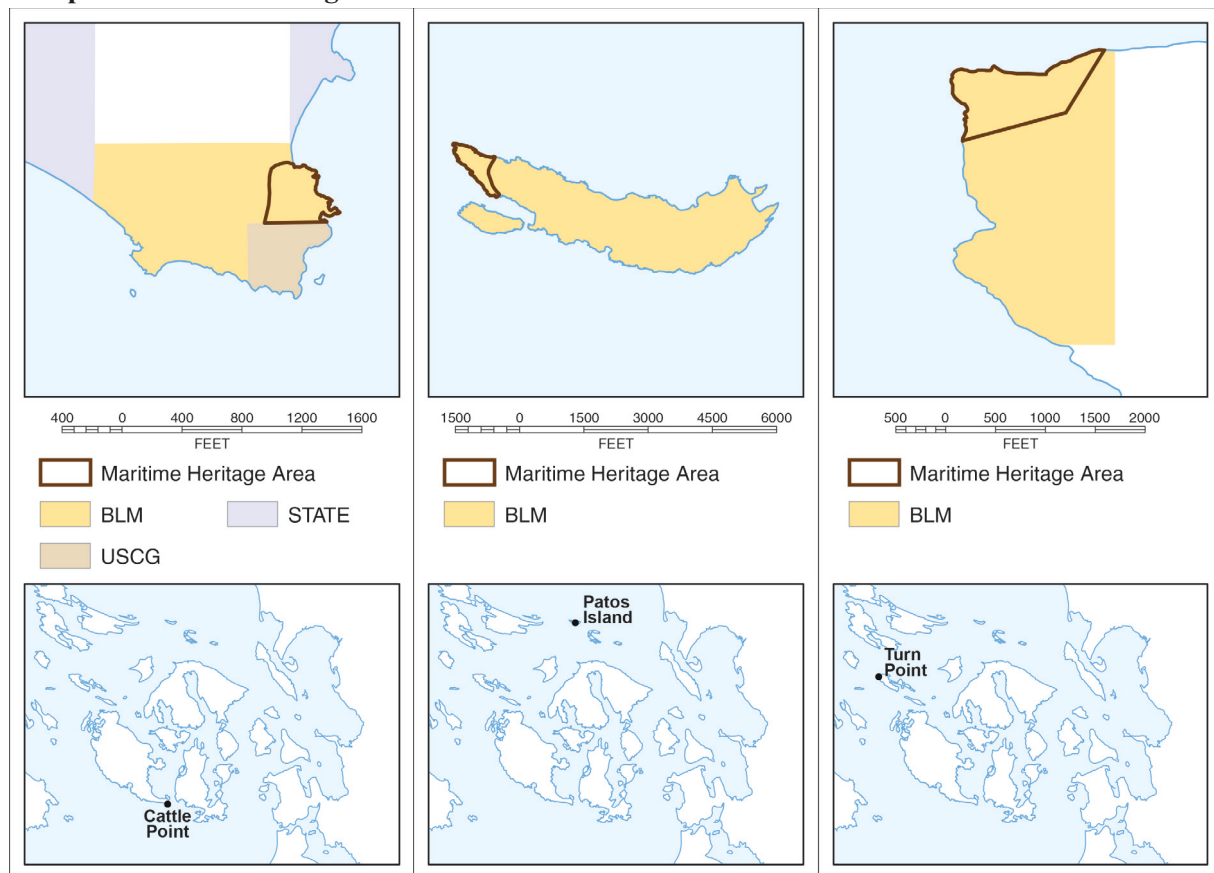 400 0 400 800 1200 1600
FEET
Maritime Heritage Area
BLM STATE
USCG
Cattle
Point
1500 0 1500 3000 4500 6000
FEET
Maritime Heritage Area
BLM
Patos
Island
500 0 500 1000 1500 2000
FEET
Maritime Heritage Area
BLM
Turn
Point